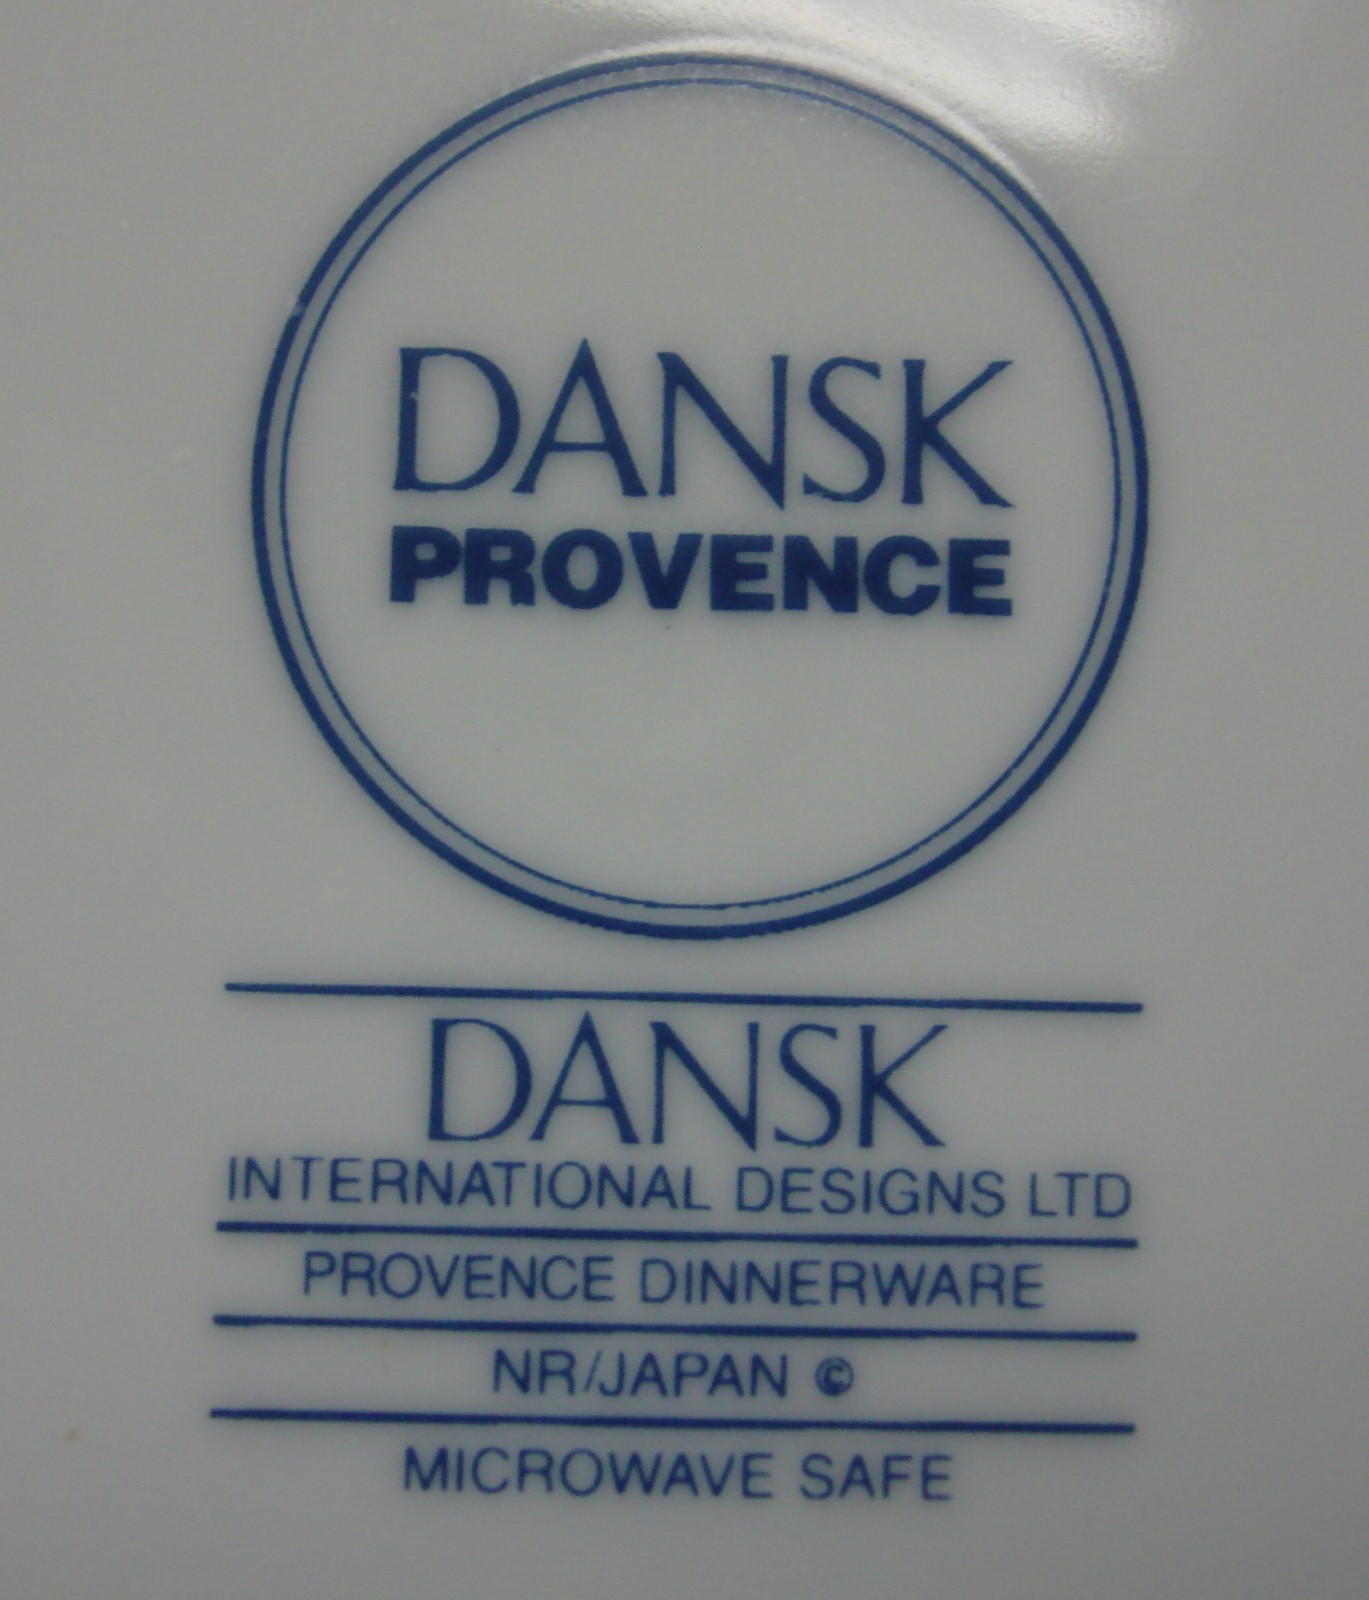 DANSK
PROVENCE
DANSK
INTERNATIONAL DESIGNS LTD
PROVENCE DINNERWARE
NR/JAPAN ©
MICROWAVE SAFE